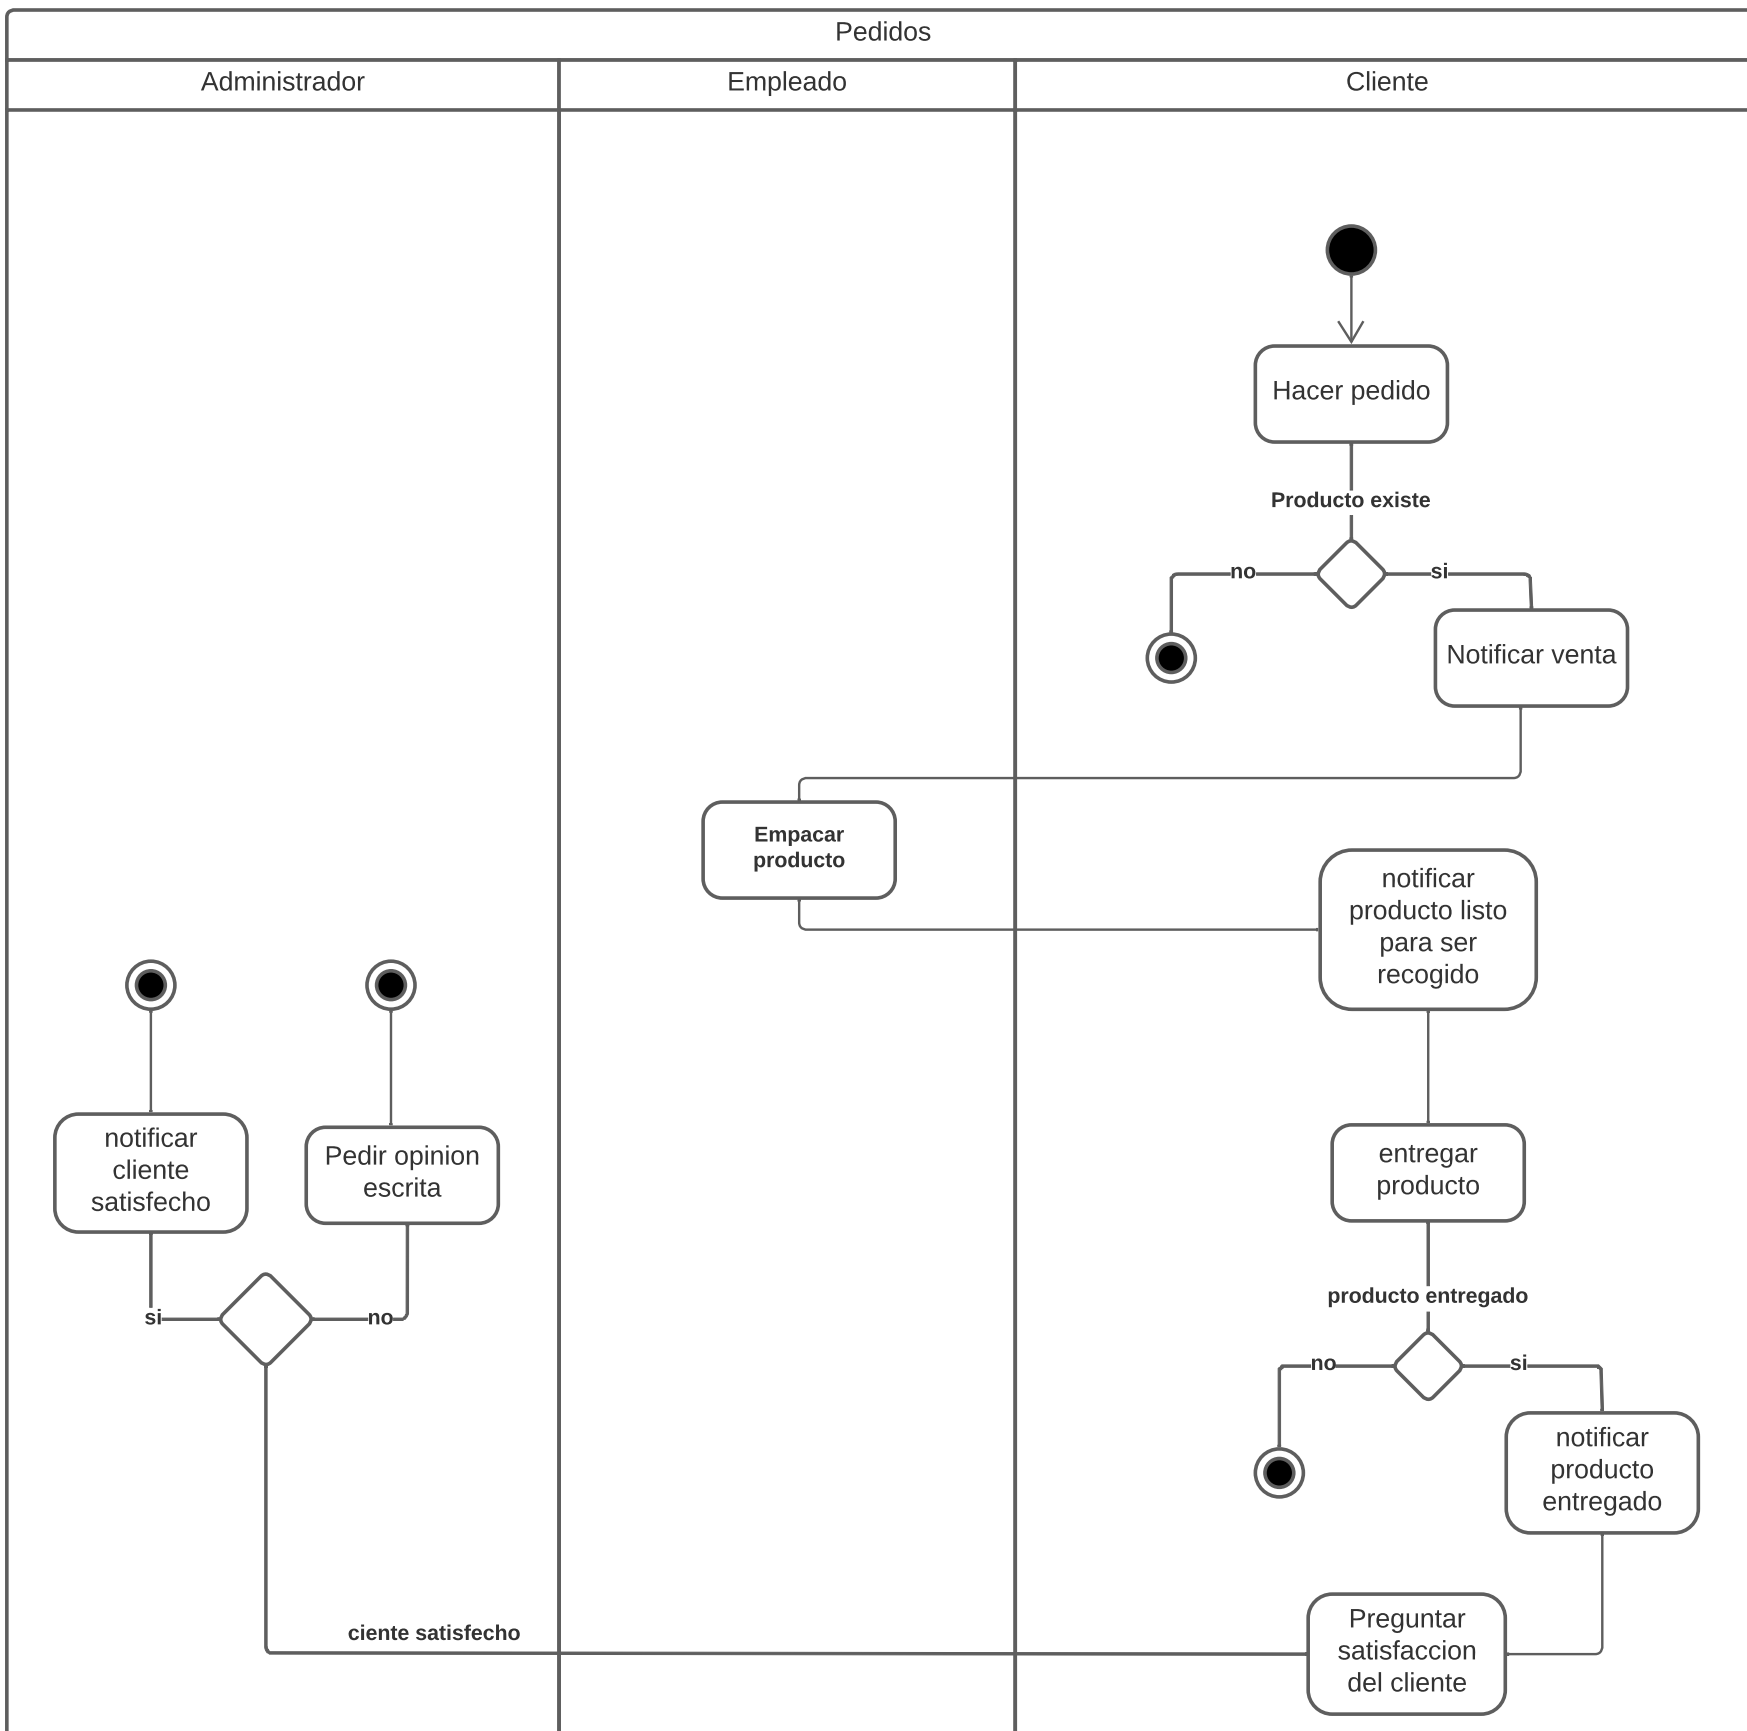 Pedidos
Administrador
Empleado
Cliente
Hacer pedido
Producto existe
no
si
Notificar venta
Empacar
producto
notificar
producto listo
para ser
recogido
entregar
producto
producto entregado
no
si
notificar
producto
entregado
Preguntar
satisfaccion
del cliente
ciente satisfecho
si
no
notificar
cliente
satisfecho
Pedir opinion
escrita